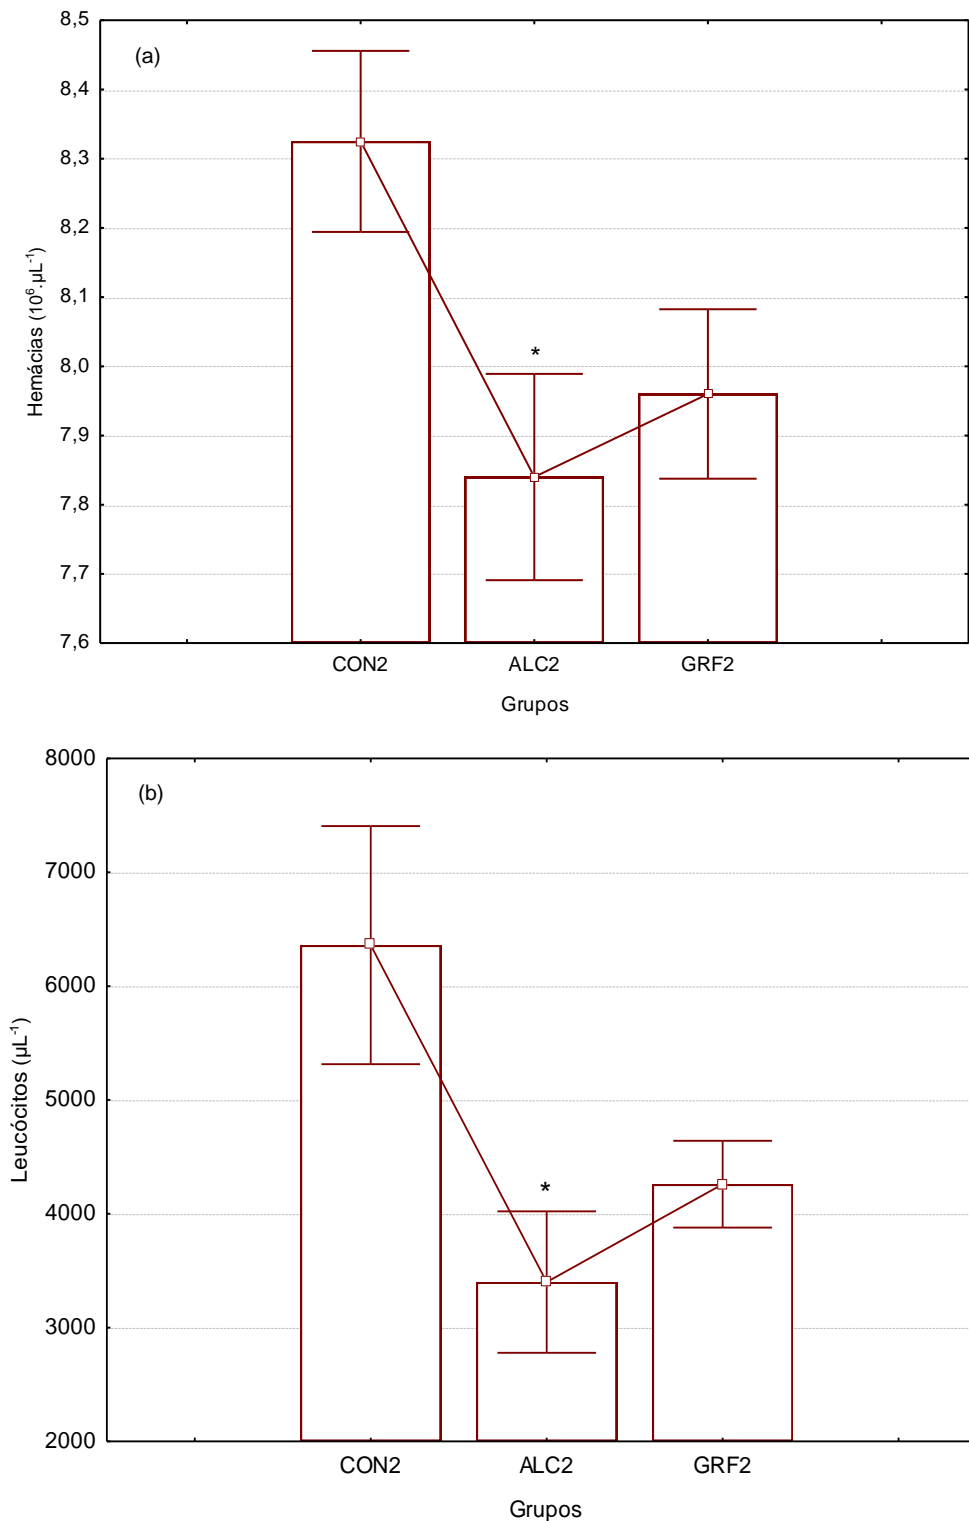 8,5
(a)
8,4
8,3
8,2
8,1
8,0
7,9
7,8
7,7
7,6
Hemácias (10⁶.µL⁻¹)
*
CON2 ALC2 GRF2
Grupos
8000
(b)
7000
6000
5000
4000
3000
2000
Leucócitos (µL⁻¹)
*
CON2 ALC2 GRF2
Grupos